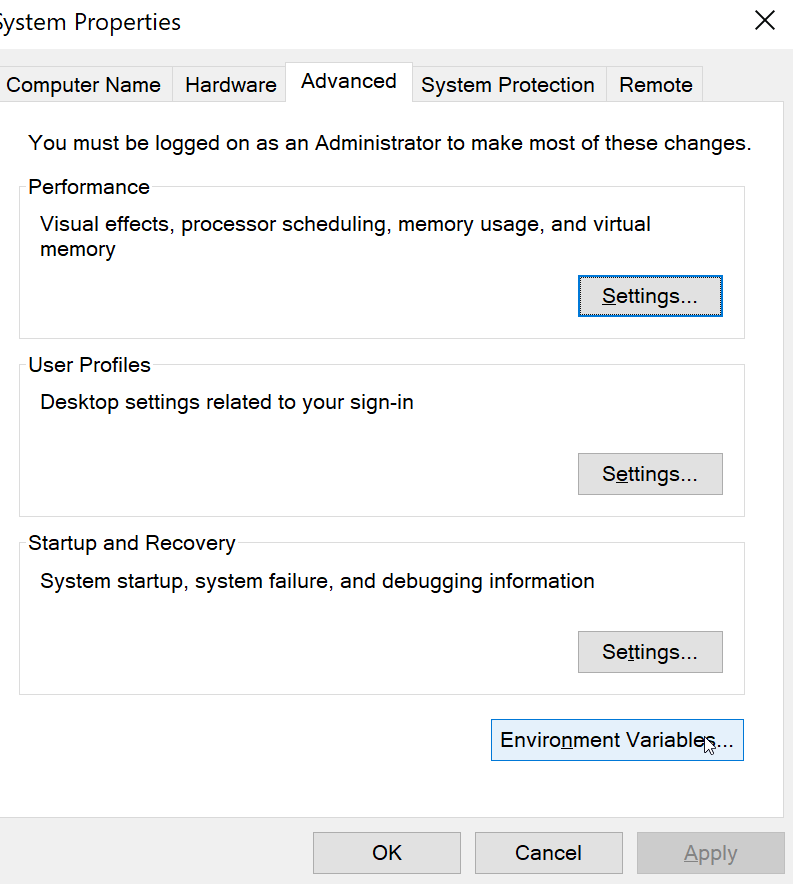 System Properties
Computer Name
Hardware
Advanced
System Protection
Remote
You must be logged on as an Administrator to make most of these changes.
Performance
Visual effects, processor scheduling, memory usage, and virtual
memory
Settings...
User Profiles
Desktop settings related to your sign-in
Settings...
Startup and Recovery
System startup, system failure, and debugging information
Settings...
Environment Variables...
OK
Cancel
Apply